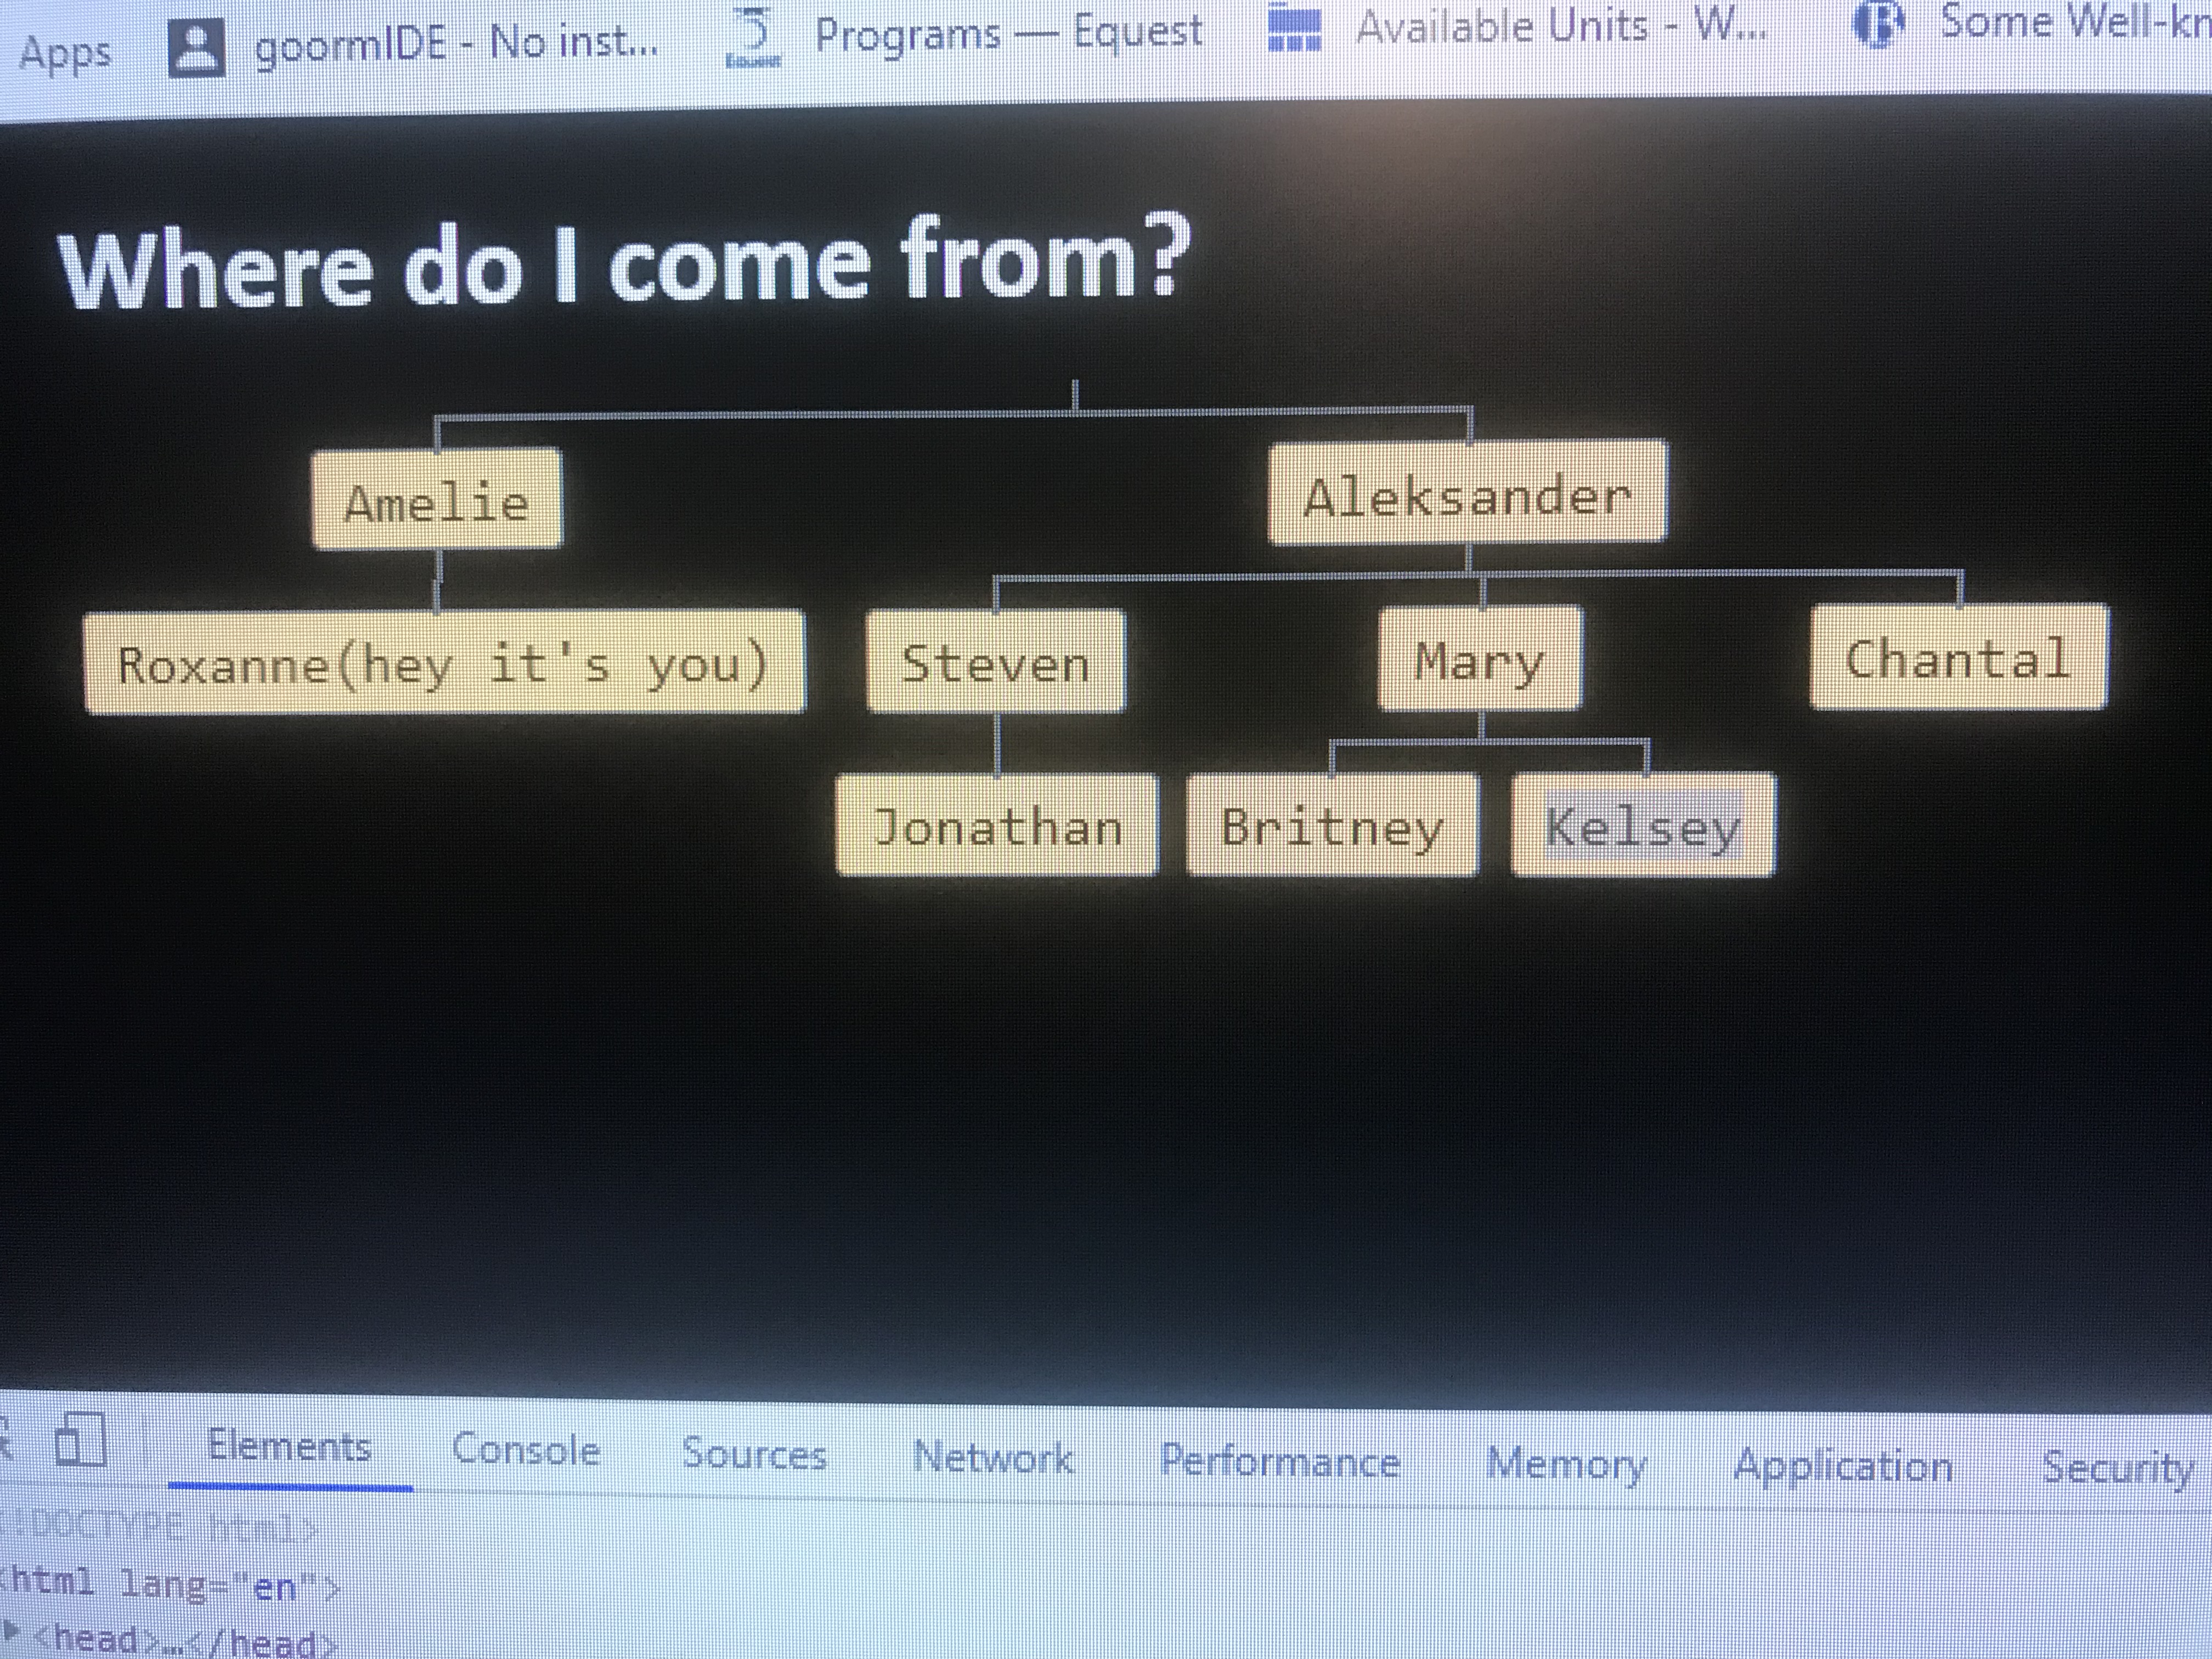 Apps goormIDE - No inst... Programs — Equest Available Units - W... Some Well-kn
Where do I come from?
Amelie Aleksander
Roxanne(hey it's you) Steven Mary Chantal
Jonathan Britney Kelsey
Elements Console Sources Network Performance Memory Application Security
!DOCTYPE html>
<html lang="en">
<head>…</head>